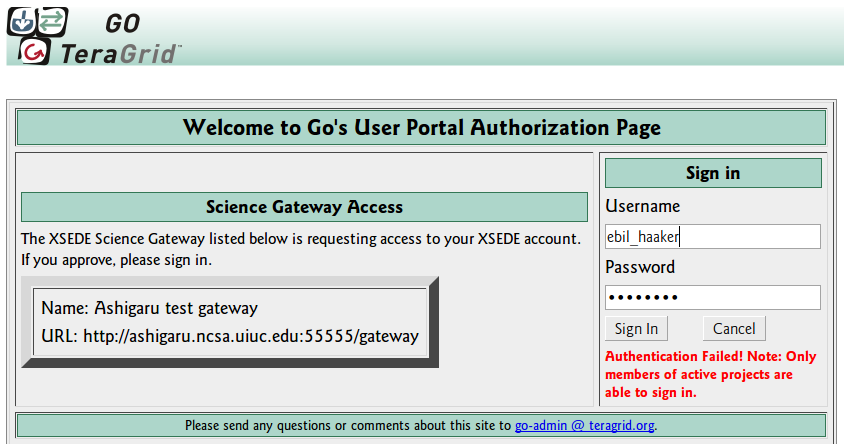 GO
TeraGrid™
Welcome to Go's User Portal Authorization Page
Science Gateway Access
The XSEDE Science Gateway listed below is requesting access to your XSEDE account.
If you approve, please sign in.
Name: Ashigaru test gateway
URL: http://ashigaru.ncsa.uiuc.edu:55555/gateway
Sign in
Username
ebil_haaker
Password
••••••••
Sign In Cancel
Authentication Failed! Note: Only
members of active projects are
able to sign in.
Please send any questions or comments about this site to go-admin @ teragrid.org.